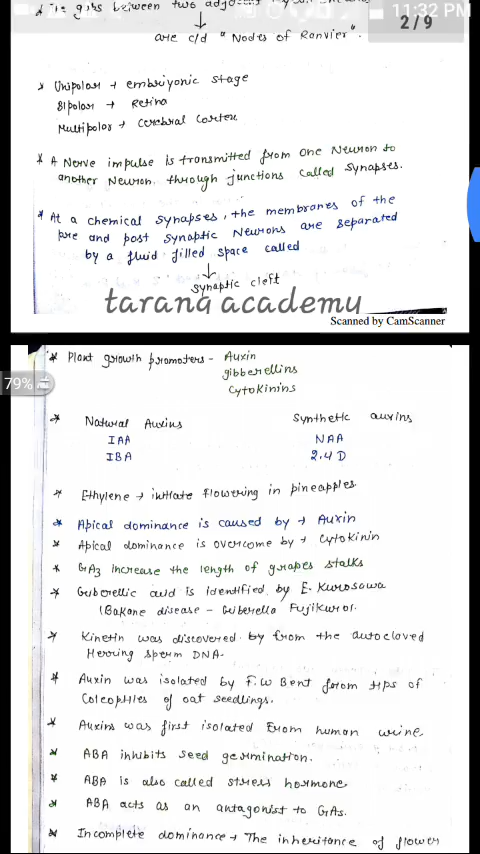 11:32 PM
2/9
are c/d "Nodes of Ranvier".
* Unipolar → embriyonic stage
Bipolar → Retina
Multipolar → Cerebral Cortex
* A Nerve impulse is transmitted from one Neuron to
another Neuron. through junctions called Synapses.
* At a chemical Synapses, the membranes of the
pre and post Synaptic Neurons are separated
by a fluid filled space called
↓
synaptic cleft
tarana academy
Scanned by CamScanner
79%
* Plant growth promoters - Auxin
gibberellins
Cytokinins
* Natural Auxins Synthetic auxins
IAA NAA
IBA 2.4 D
* Ethylene → initiate flowering in pineapples.
* Apical dominance is caused by → Auxin
* Apical dominance is overcome by → Cytokinin
* GA3 increase the length of grapes stalks
* Giberellic acid is identified by E. Kurosawa
(Bakane disease - Giberella Fujikuroi.
* Kinetin was discovered by from the autocloved
Herring sperm DNA.
* Auxin was isolated by F.W Bent from tips of
Coleoptiles of oat seedlings.
* Auxins was first isolated from human urine
* ABA inhibits seed germination.
* ABA is also called stress hormone
* ABA acts as an antagonist to GAs.
* Incomplete dominance → The inheritance of flower